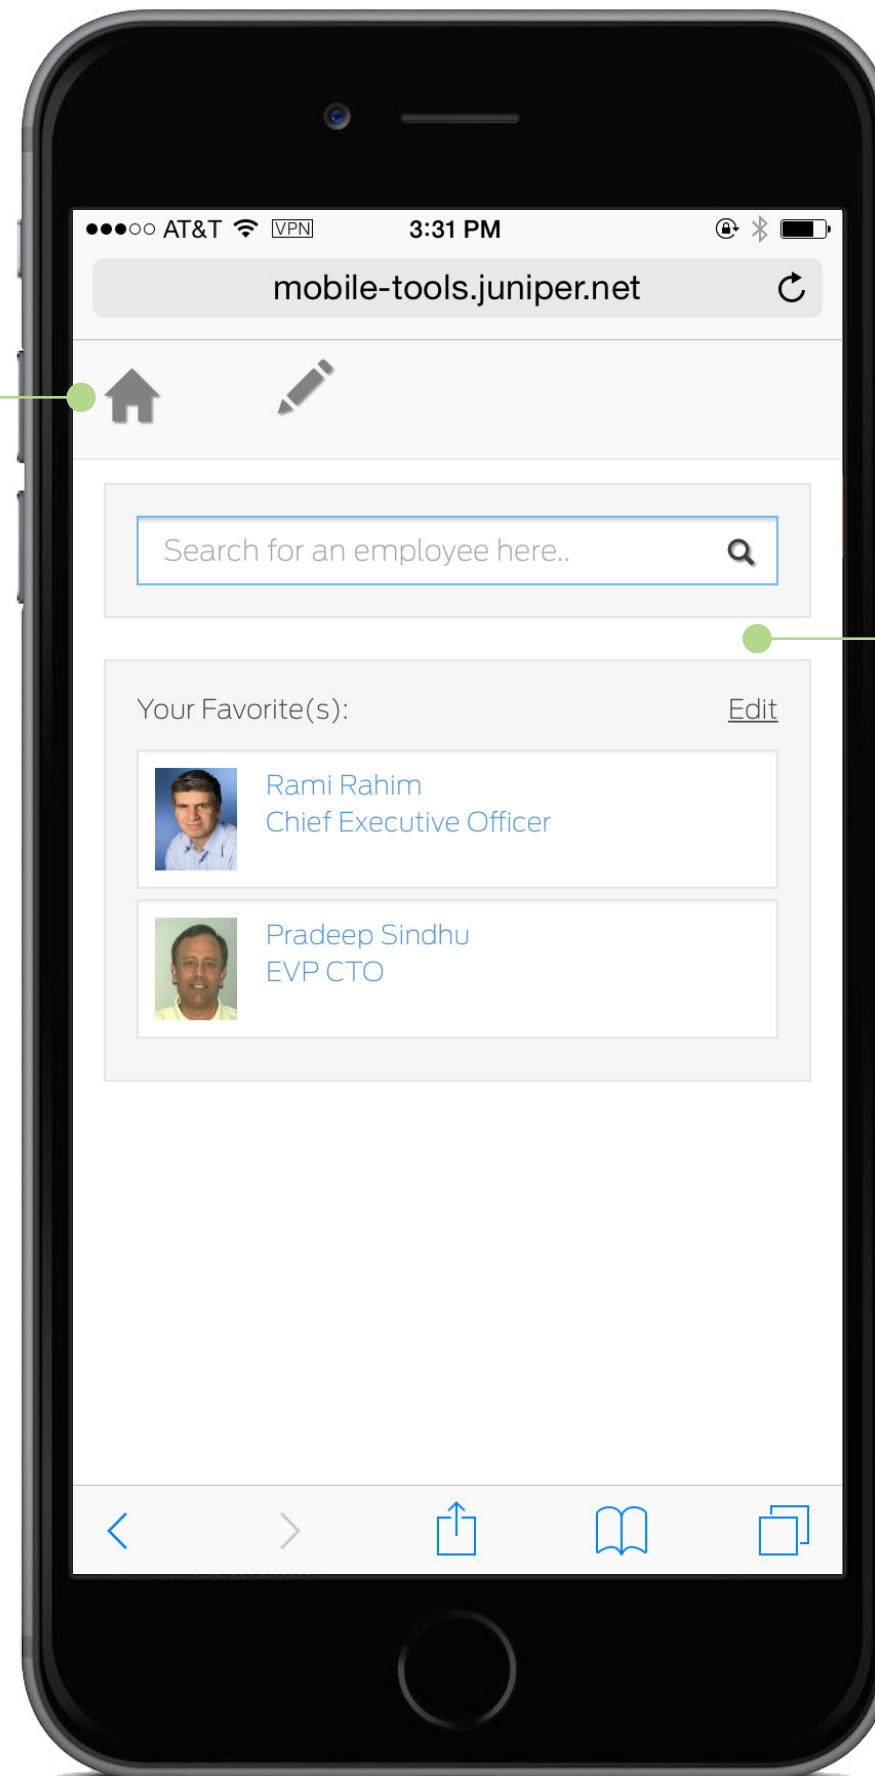 AT&T VPN 3:31 PM
mobile-tools.juniper.net
Search for an employee here..
Your Favorite(s): Edit
Rami Rahim
Chief Executive Officer
Pradeep Sindhu
EVP CTO